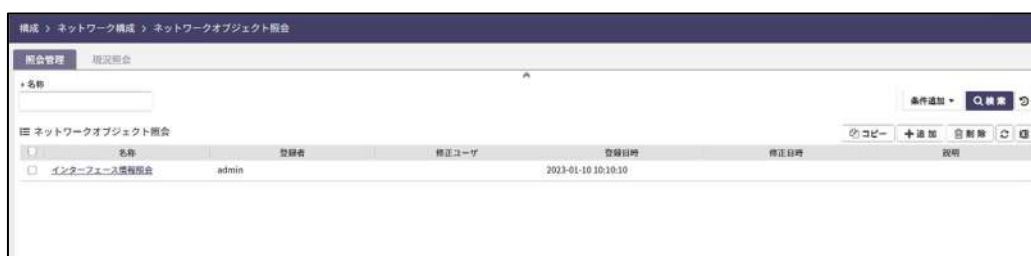 構成 > ネットワーク構成 > ネットワークオブジェクト照会
照会管理 現況照会
名称
条件追加 検索
ネットワークオブジェクト照会
コピー 追加 削除
名称 登録者 修正ユーザ 登録日時 修正日時 説明
インターフェース情報照会 admin 2023-01-10 10:10:10